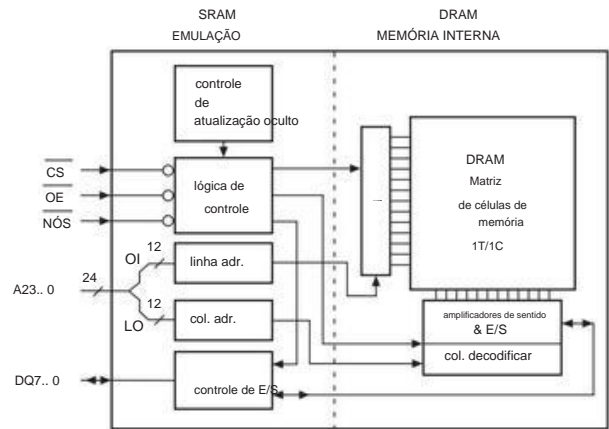 SRAM
EMULAÇÃO
DRAM
MEMÓRIA INTERNA
controle
de
atualização oculto
CS
OE
NÓS
lógica de
controle
DRAM
Matriz
de células de
memória
1T/1C
A23.. 0
24
OI
12
linha adr.
LO
12
col. adr.
amplificadores de sentido
& E/S
col. decodificar
DQ7.. 0
controle de E/S